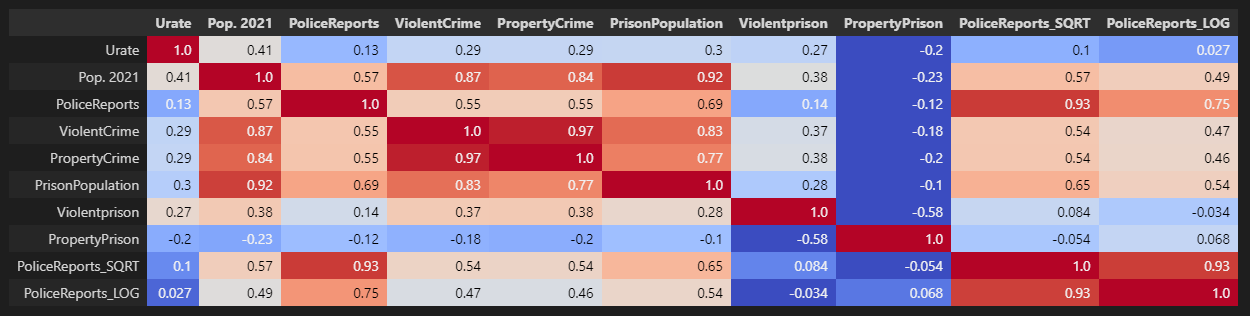 Urate Pop. 2021 PoliceReports ViolentCrime PropertyCrime PrisonPopulation Violentprison PropertyPrison PoliceReports_SQRT PoliceReports_LOG
Urate 1.0 0.41 0.13 0.29 0.29 0.3 0.27 -0.2 0.1 0.027
Pop. 2021 0.41 1.0 0.57 0.87 0.84 0.92 0.38 -0.23 0.57 0.49
PoliceReports 0.13 0.57 1.0 0.55 0.55 0.69 0.14 -0.12 0.93 0.75
ViolentCrime 0.29 0.87 0.55 1.0 0.97 0.83 0.37 -0.18 0.54 0.47
PropertyCrime 0.29 0.84 0.55 0.97 1.0 0.77 0.38 -0.2 0.54 0.46
PrisonPopulation 0.3 0.92 0.69 0.83 0.77 1.0 0.28 -0.1 0.65 0.54
Violentprison 0.27 0.38 0.14 0.37 0.38 0.28 1.0 -0.58 0.084 -0.034
PropertyPrison -0.2 -0.23 -0.12 -0.18 -0.2 -0.1 -0.58 1.0 -0.054 0.068
PoliceReports_SQRT 0.1 0.57 0.93 0.54 0.54 0.65 0.084 -0.054 1.0 0.93
PoliceReports_LOG 0.027 0.49 0.75 0.47 0.46 0.54 -0.034 0.068 0.93 1.0